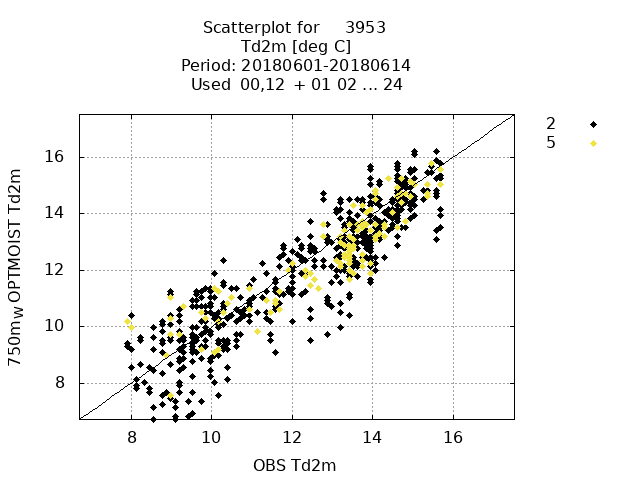 Scatterplot for 3953
Td2m [deg C]
Period: 20180601-20180614
Used 00,12 + 01 02 ... 24
2
5
750mw OPTMOIST Td2m
16
14
12
10
8
8 10 12 14 16
OBS Td2m